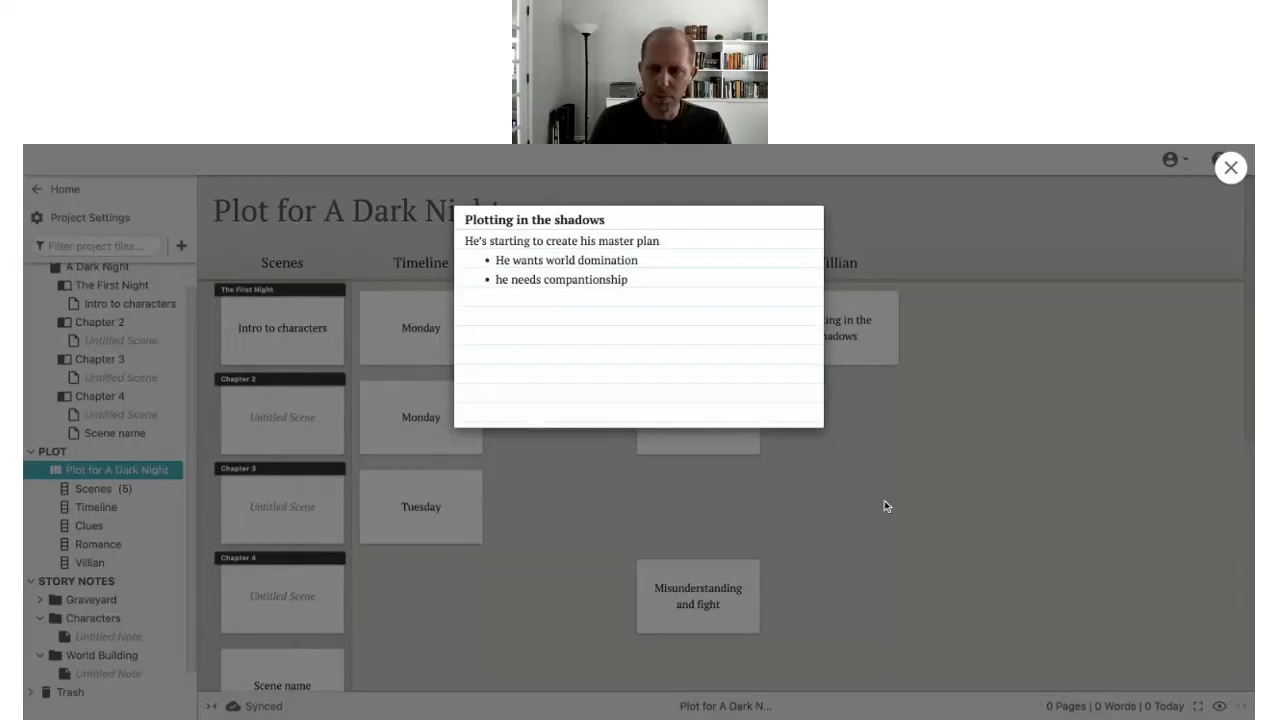 Home
Project Settings
Filter project files...
A Dark Night
The First Night
Intro to characters
Chapter 2
Untitled Scene
Chapter 3
Untitled Scene
Chapter 4
Untitled Scene
Scene name
PLOT
Plot for A Dark Night
Scenes (5)
Timeline
Clues
Romance
Villian
STORY NOTES
Graveyard
Characters
Untitled Note
World Building
Untitled Note
Trash
Plot for A Dark Ni
Scenes
Timeline
illian
The First Night
Intro to characters
Monday
ing in the
adows
Chapter 2
Untitled Scene
Monday
Chapter 3
Untitled Scene
Tuesday
Chapter 4
Untitled Scene
Misunderstanding
and fight
Scene name
Plotting in the shadows
He's starting to create his master plan
• He wants world domination
• he needs compantionship
Synced
Plot for A Dark N...
0 Pages | 0 Words | 0 Today